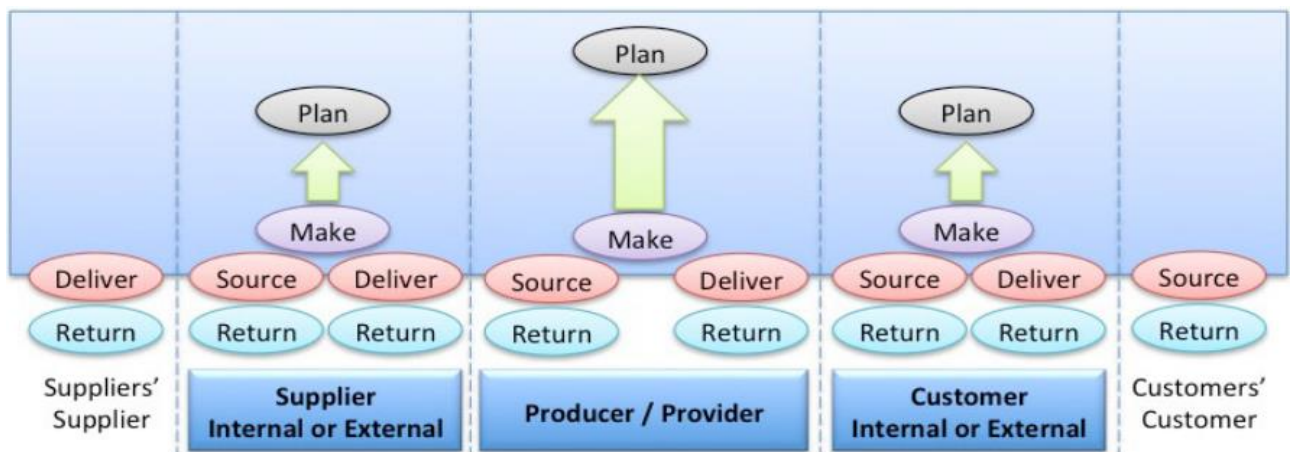 Plan
Plan
Plan
Make
Make
Make
Deliver
Source
Deliver
Source
Deliver
Source
Deliver
Source
Return
Return
Return
Return
Return
Return
Return
Return
Suppliers'
Supplier
Supplier
Internal or External
Producer / Provider
Customer
Internal or External
Customers'
Customer